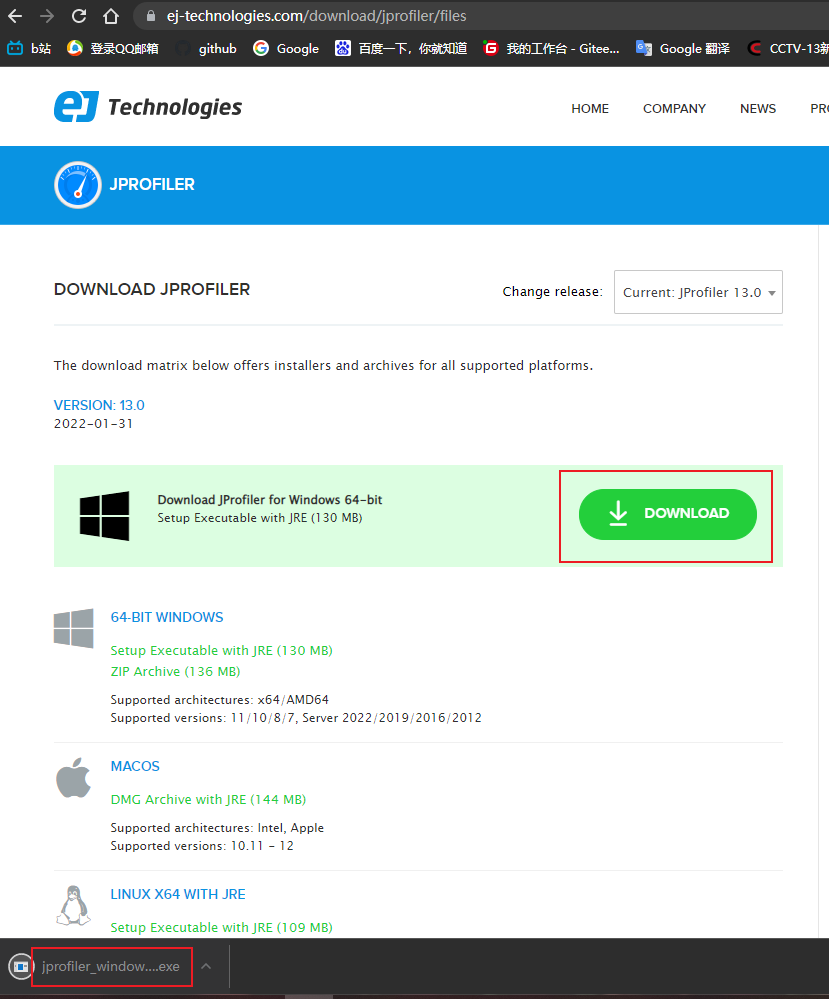 ej-technologies.com/download/jprofiler/files
b站 登录QQ邮箱 github Google 百度一下，你就知道 我的工作台 - Gitee... Google 翻译 CCTV-13新
ej Technologies
HOME COMPANY NEWS PR
JPROFILER
DOWNLOAD JPROFILER
Change release: Current: JProfiler 13.0
The download matrix below offers installers and archives for all supported platforms.
VERSION: 13.0
2022-01-31
Download JProfiler for Windows 64-bit
Setup Executable with JRE (130 MB)
DOWNLOAD
64-BIT WINDOWS
Setup Executable with JRE (130 MB)
ZIP Archive (136 MB)
Supported architectures: x64/AMD64
Supported versions: 11/10/8/7, Server 2022/2019/2016/2012
MACOS
DMG Archive with JRE (144 MB)
Supported architectures: Intel, Apple
Supported versions: 10.11 - 12
LINUX X64 WITH JRE
Setup Executable with JRE (109 MB)
jprofiler_window....exe